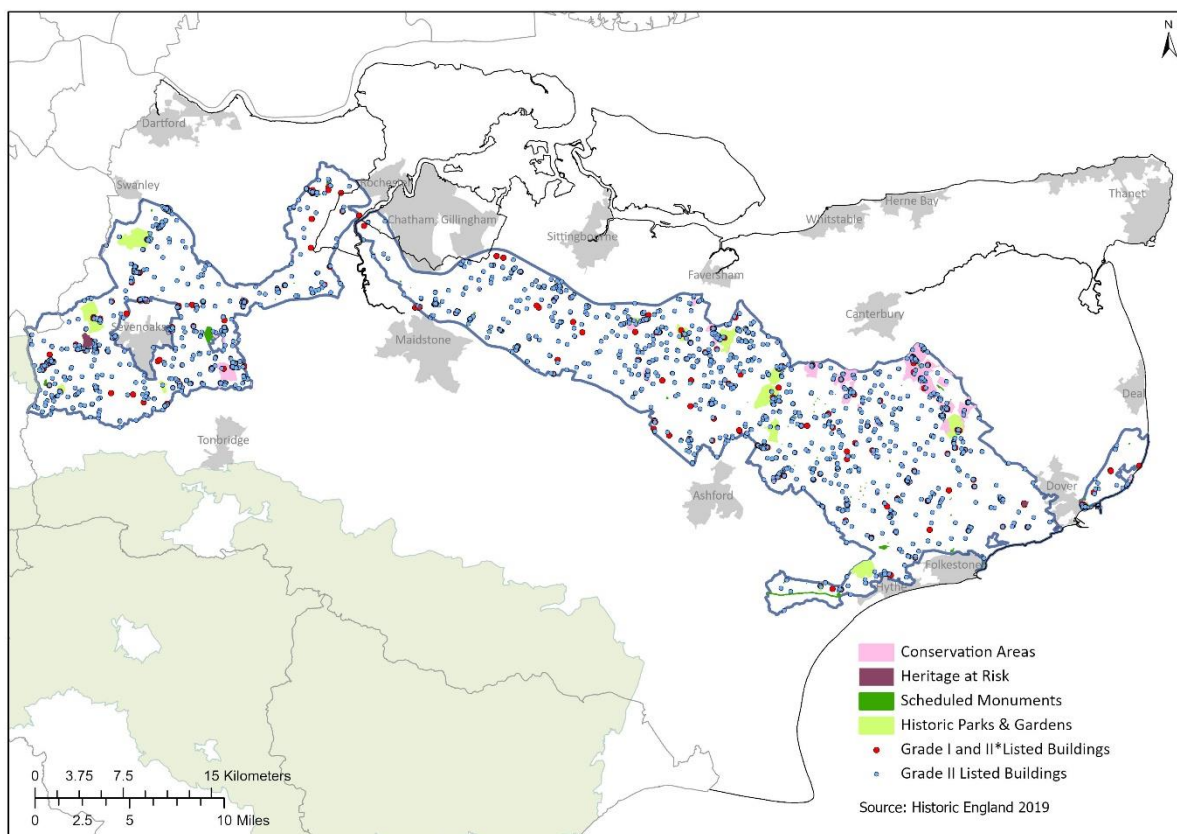 N
Dartford
Swanley
Rochester
Chatham, Gillingham
Sittingbourne
Whitstable
Herne Bay
Thanet
Faversham
Canterbury
Sevenoaks
Maidstone
Deal
Tonbridge
Ashford
Dover
Folkestone
Hythe
Conservation Areas
Heritage at Risk
Scheduled Monuments
Historic Parks & Gardens
Grade I and II*Listed Buildings
Grade II Listed Buildings
Source: Historic England 2019
0 3.75 7.5 15 Kilometers
0 2.5 5 10 Miles